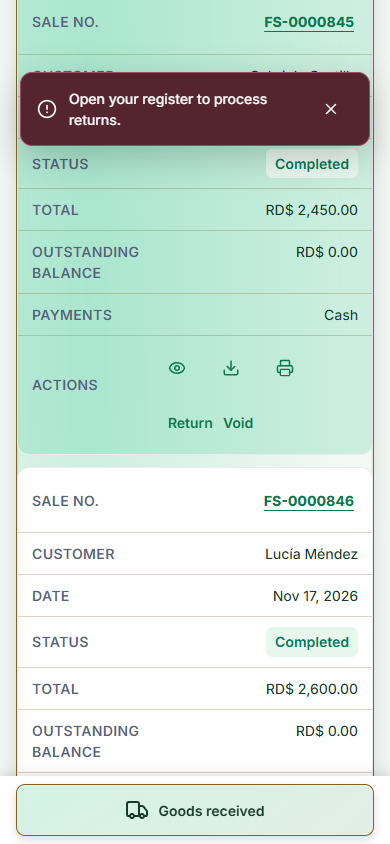 SALE NO. FS-0000845
Open your register to process
returns.
STATUS Completed
TOTAL RD$ 2,450.00
OUTSTANDING RD$ 0.00
BALANCE
PAYMENTS Cash
ACTIONS
Return Void
SALE NO. FS-0000846
CUSTOMER Lucía Méndez
DATE Nov 17, 2026
STATUS Completed
TOTAL RD$ 2,600.00
OUTSTANDING RD$ 0.00
BALANCE
Goods received